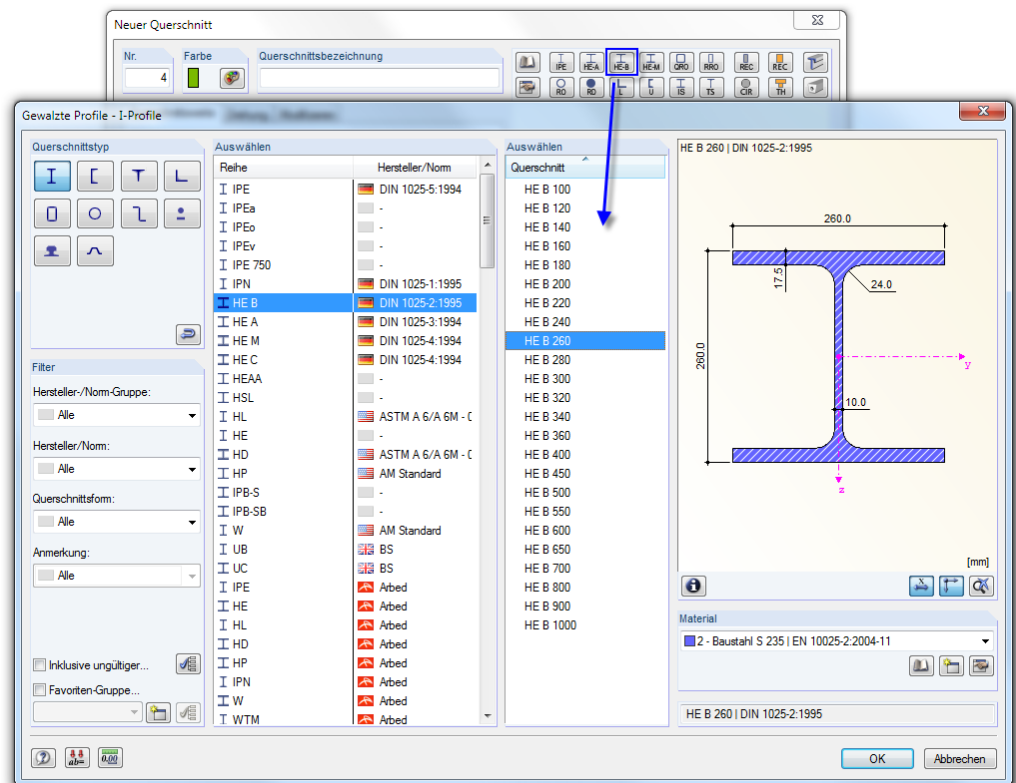 Neuer Querschnitt
Nr.
Farbe
Querschnittsbezeichnung
4
IPE HE-A HE-B HE-M QRO RRO REC REC
RO RO L U IS TS CIR TH
Gewalzte Profile - I-Profile
Querschnittstyp
Filter
Hersteller-/Norm-Gruppe:
Alle
Hersteller/Norm:
Alle
Querschnittsform:
Alle
Anmerkung:
Alle
Inklusive ungültiger...
Favoriten-Gruppe...
Auswählen
Reihe Hersteller/Norm
IPE DIN 1025-5:1994
IPEa -
IPEo -
IPEv -
IPE 750 -
IPN DIN 1025-1:1995
HE B DIN 1025-2:1995
HE A DIN 1025-3:1994
HE M DIN 1025-4:1994
HE C DIN 1025-4:1994
HEAA -
HSL -
HL ASTM A 6/A 6M - 0
HE -
HD ASTM A 6/A 6M - 0
HP AM Standard
IPB-S -
IPB-SB -
W AM Standard
UB BS
UC BS
IPE Arbed
HE Arbed
HL Arbed
HD Arbed
HP Arbed
IPN Arbed
W Arbed
WTM Arbed
Auswählen
Querschnitt
HE B 100
HE B 120
HE B 140
HE B 160
HE B 180
HE B 200
HE B 220
HE B 240
HE B 260
HE B 280
HE B 300
HE B 320
HE B 340
HE B 360
HE B 400
HE B 450
HE B 500
HE B 550
HE B 600
HE B 650
HE B 700
HE B 800
HE B 900
HE B 1000
HE B 260 | DIN 1025-2:1995
260.0
17.5
24.0
260.0
y
10.0
z
[mm]
Material
2 - Baustahl S 235 | EN 10025-2:2004-11
HE B 260 | DIN 1025-2:1995
ab=
0.00
OK
Abbrechen